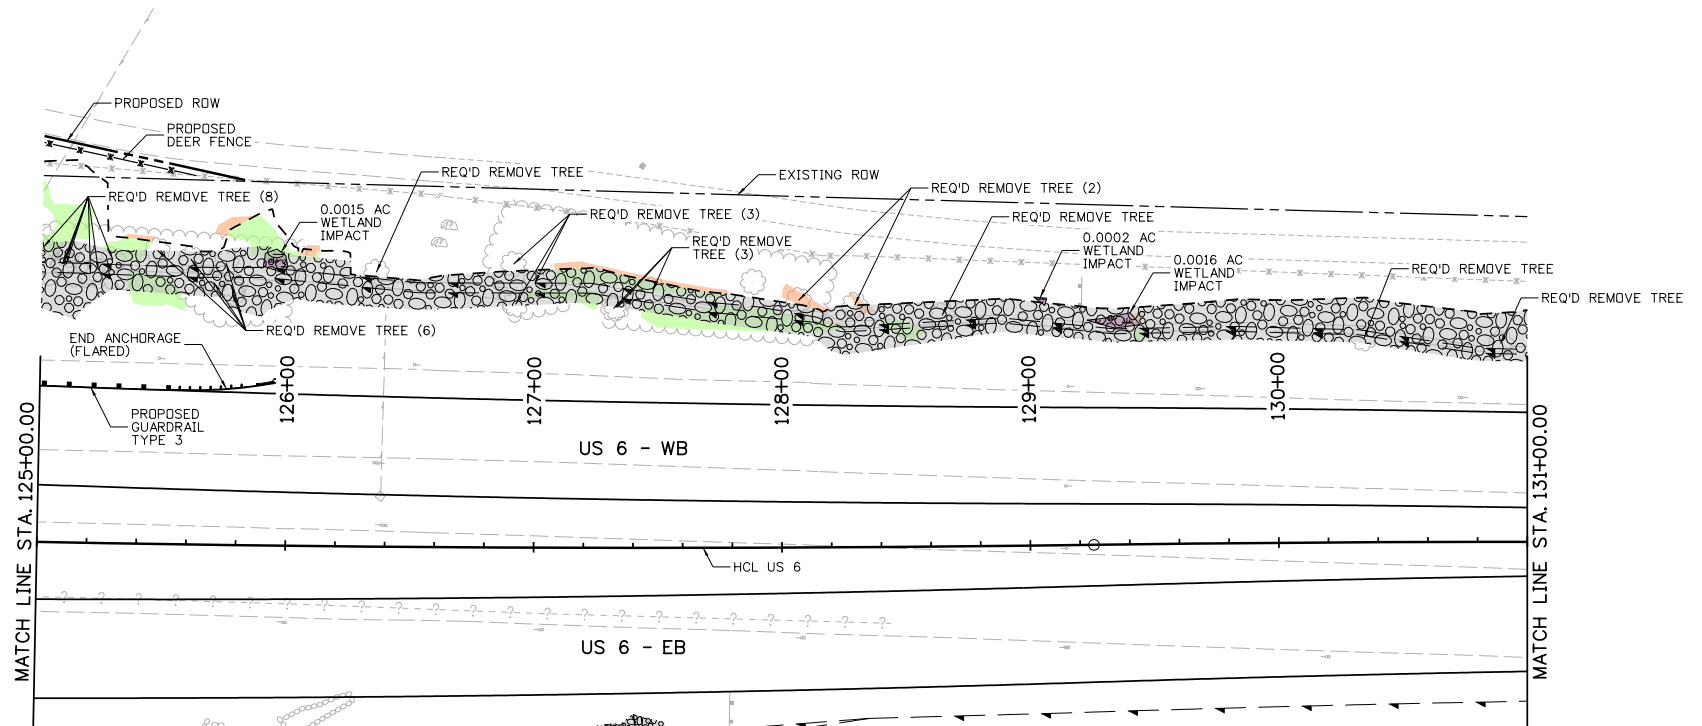 PROPOSED ROW
PROPOSED
DEER FENCE
REQ'D REMOVE TREE
EXISTING ROW
REQ'D REMOVE TREE (2)
REQ'D REMOVE TREE (8)
0.0015 AC
WETLAND
IMPACT
REQ'D REMOVE TREE (3)
REQ'D REMOVE TREE
REQ'D REMOVE
TREE (3)
0.0002 AC
WETLAND
IMPACT
0.0016 AC
WETLAND
IMPACT
REQ'D REMOVE TREE
REQ'D REMOVE TREE
REQ'D REMOVE TREE (6)
END ANCHORAGE
(FLARED)
126+00
127+00
128+00
129+00
130+00
PROPOSED
GUARDRAIL
TYPE 3
US 6 - WB
MATCH LINE STA. 125+00.00
MATCH LINE STA. 131+00.00
HCL US 6
? ? ? ? ? ? ? ? ? ? ? ? ? ? ? ? ? ? ? ? ? ? ?
US 6 - EB